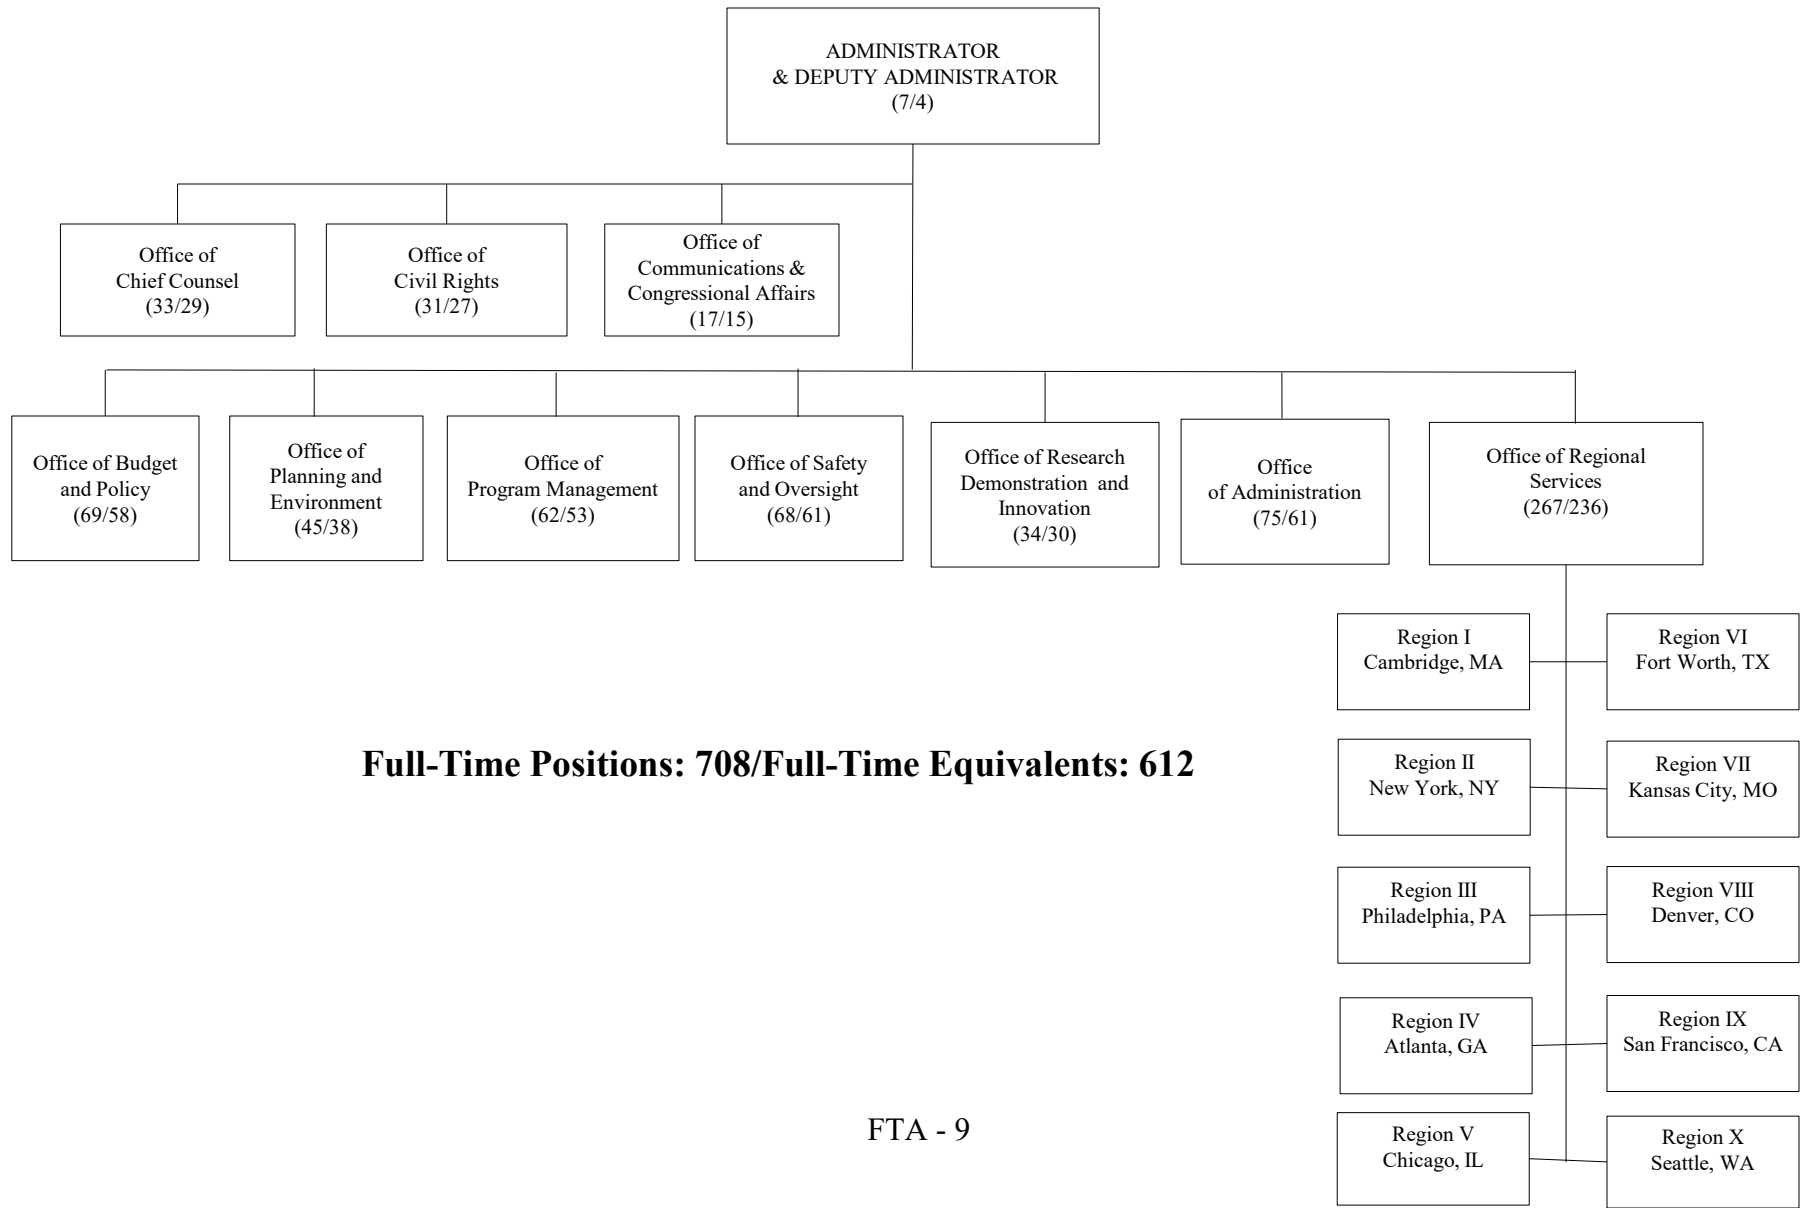 ADMINISTRATOR
& DEPUTY ADMINISTRATOR
(7/4)
Office of
Chief Counsel
(33/29)
Office of
Civil Rights
(31/27)
Office of
Communications &
Congressional Affairs
(17/15)
Office of Budget
and Policy
(69/58)
Office of
Planning and
Environment
(45/38)
Office of
Program Management
(62/53)
Office of Safety
and Oversight
(68/61)
Office of Research
Demonstration and
Innovation
(34/30)
Office
of Administration
(75/61)
Office of Regional
Services
(267/236)
Region I
Cambridge, MA
Region VI
Fort Worth, TX
Full-Time Positions: 708/Full-Time Equivalents: 612
Region II
New York, NY
Region VII
Kansas City, MO
Region III
Philadelphia, PA
Region VIII
Denver, CO
Region IV
Atlanta, GA
Region IX
San Francisco, CA
Region V
Chicago, IL
Region X
Seattle, WA
FTA - 9